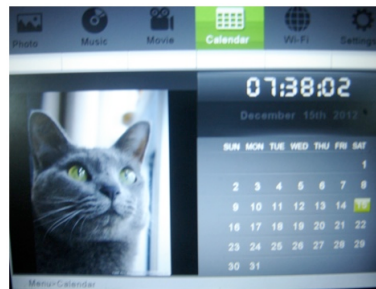 Photo Music Movie Calendar Wi-Fi Settings
07:38:02
December 15th 2012
SUN MON TUE WED THU FRI SAT
1
2 3 4 5 6 7 8
9 10 11 12 13 14 15
16 17 18 19 20 21 22
23 24 25 26 27 28 29
30 31
Menu>Calendar